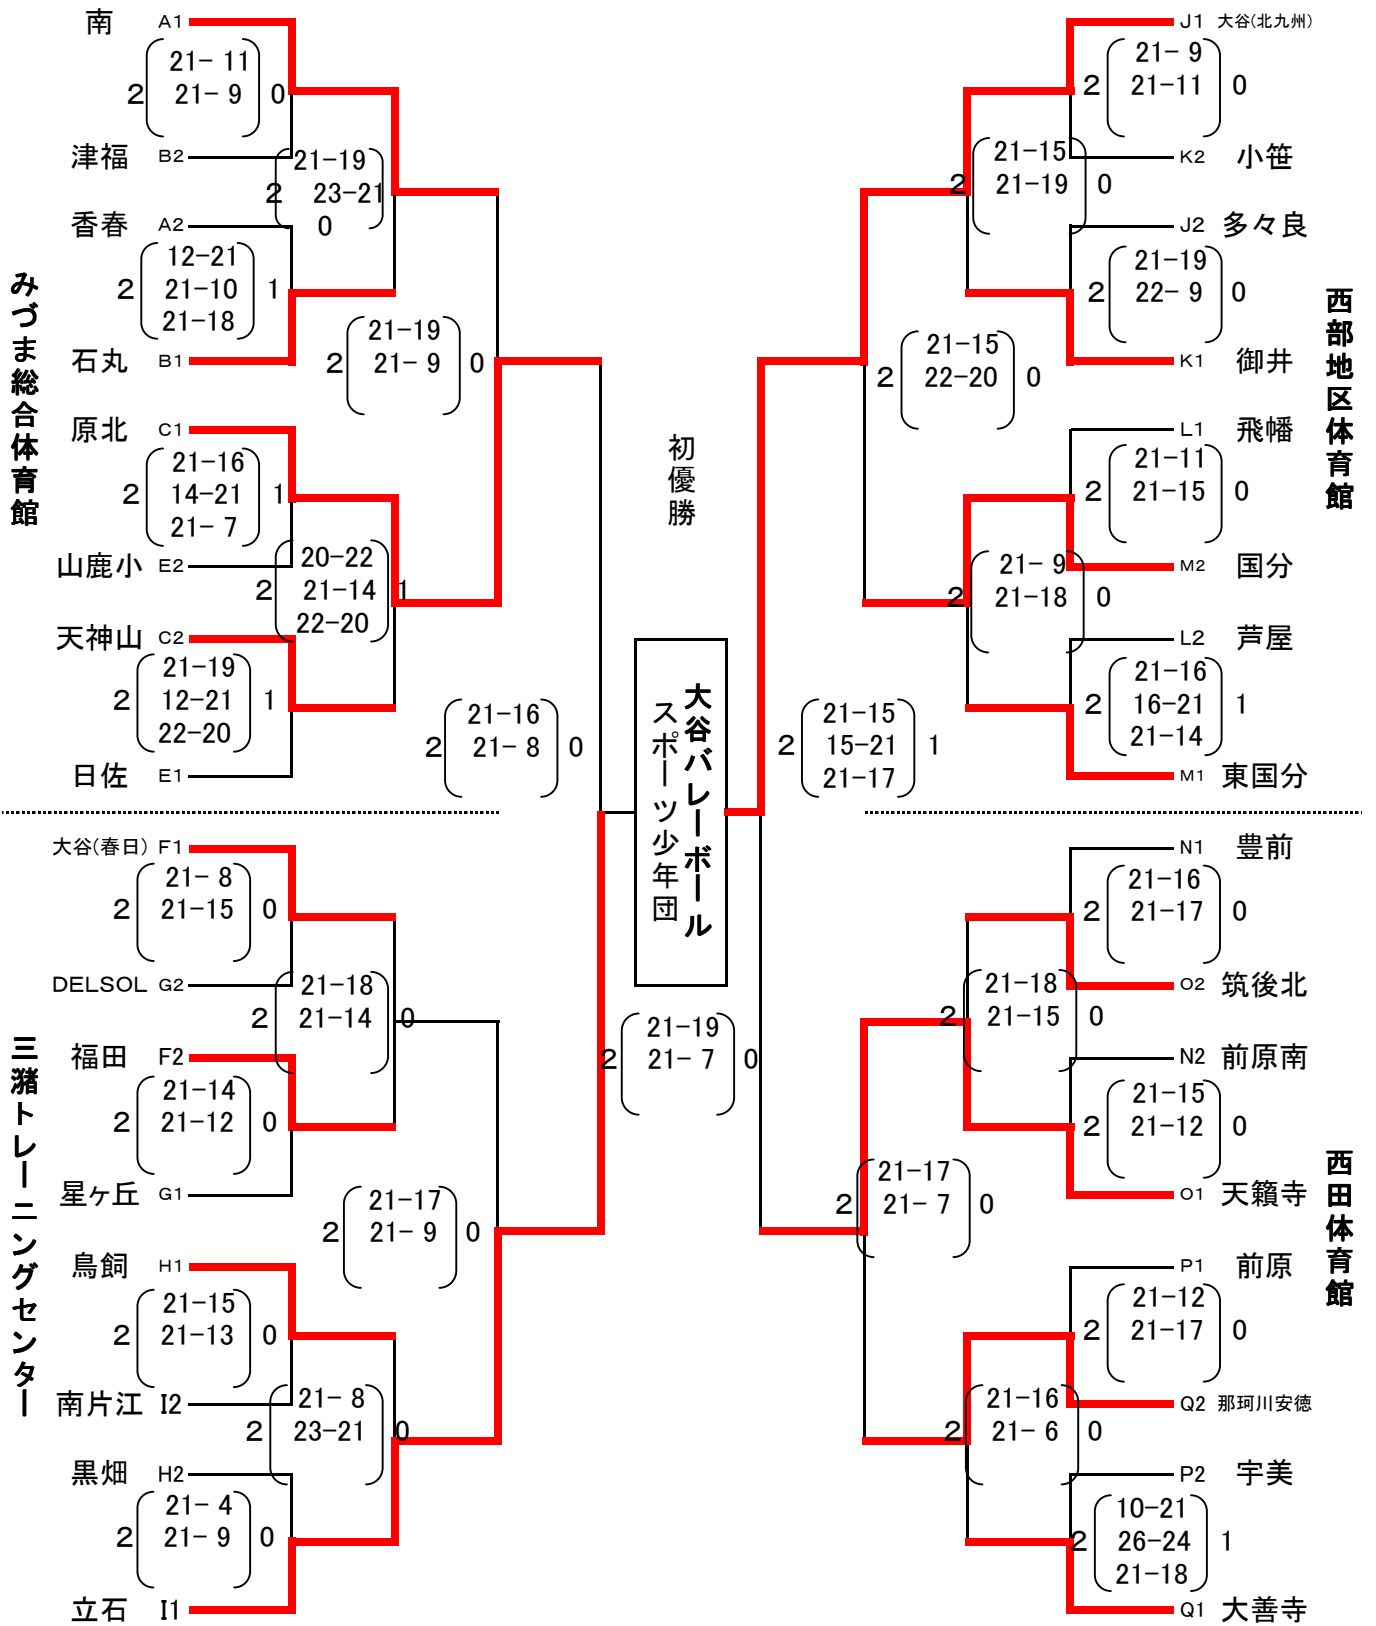 みづま総合体育館
南 A1
2 21-11 0
21-9
津福 B2
香春 A2
2 12-21 1
21-10
21-18
石丸 B1
2 21-19
23-21
0
原北 C1
2 21-16 1
14-21
21-7
山鹿小 E2
天神山 C2
2 21-19 1
12-21
22-20
日佐 E1
2 20-22 1
21-14
22-20
2 21-19 0
21-9
2 21-16 0
21-8
三潴トレーニングセンター
大谷(春日) F1
2 21-8 0
21-15
DELSOL G2
福田 F2
2 21-14 0
21-12
星ヶ丘 G1
2 21-18 0
21-14
鳥飼 H1
2 21-15 0
21-13
南片江 I2
黒畑 H2
2 21-4 0
21-9
立石 I1
2 21-8 0
23-21
2 21-17 0
21-9
初優勝
大谷バレーボール
スポーツ少年団
2 21-19 0
21-7
西部地区体育館
J1 大谷(北九州)
2 21-9 0
21-11
K2 小笹
J2 多々良
2 21-19 0
22-9
K1 御井
2 21-15 0
21-19
L1 飛幡
2 21-11 0
21-15
M2 国分
L2 芦屋
2 21-16 1
16-21
21-14
M1 東国分
2 21-9 0
21-18
2 21-15 0
22-20
2 21-15 1
15-21
21-17
西田体育館
N1 豊前
2 21-16 0
21-17
O2 筑後北
N2 前原南
2 21-15 0
21-12
O1 天籟寺
2 21-18 0
21-15
P1 前原
2 21-12 0
21-17
Q2 那珂川安徳
P2 宇美
2 10-21 1
26-24
21-18
Q1 大善寺
2 21-16 0
21-6
2 21-17 0
21-7